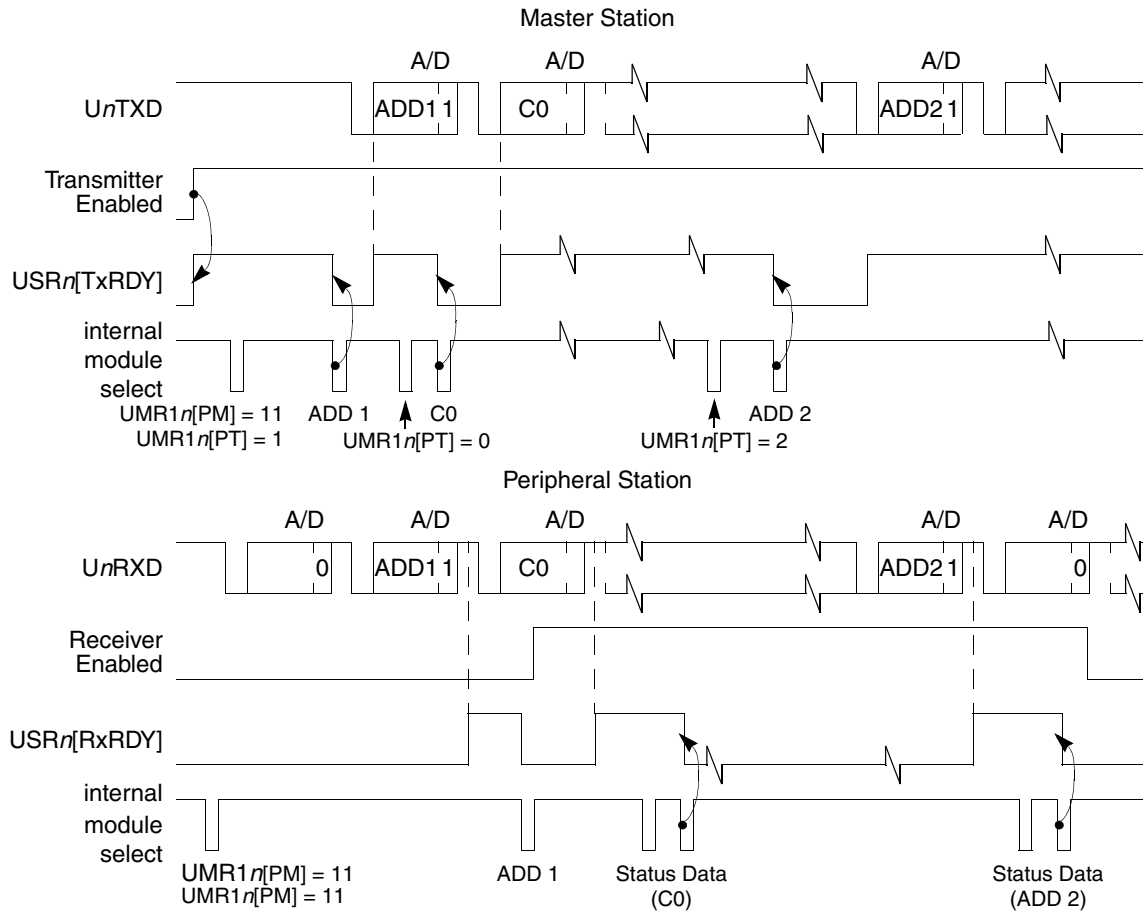 Master Station
A/D A/D A/D
UnTXD ADD1 1 C0 ADD2 1
Transmitter
Enabled
USRn[TxRDY]
internal
module
select
UMR1n[PM] = 11 ADD 1 C0 ADD 2
UMR1n[PT] = 1 UMR1n[PT] = 0 UMR1n[PT] = 2
Peripheral Station
A/D A/D A/D A/D A/D
UnRXD 0 ADD1 1 C0 ADD2 1 0
Receiver
Enabled
USRn[RxRDY]
internal
module
select
UMR1n[PM] = 11 ADD 1 Status Data Status Data
UMR1n[PM] = 11 (C0) (ADD 2)